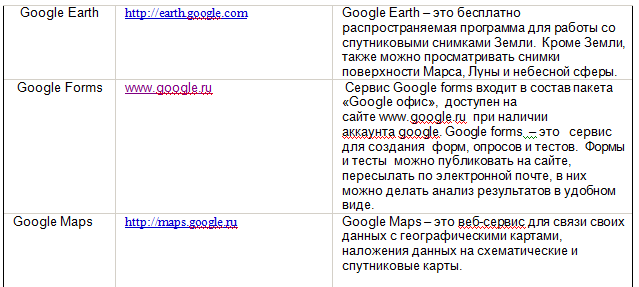 Google Earth
http://earth.google.com
Google Earth – это бесплатно
распространяемая программа для работы со
спутниковыми снимками Земли. Кроме Земли,
также можно просматривать снимки
поверхности Марса, Луны и небесной сферы.
Google Forms
www.google.ru
Сервис Google forms входит в состав пакета
«Google офис», доступен на
сайте www.google.ru при наличии
аккаунта google. Google forms – это сервис
для создания форм, опросов и тестов. Формы
и тесты можно публиковать на сайте,
пересылать по электронной почте, в них
можно делать анализ результатов в удобном
виде.
Google Maps
http://maps.google.ru
Google Maps – это веб-сервис для связи своих
данных с географическими картами,
наложения данных на схематические и
спутниковые карты.